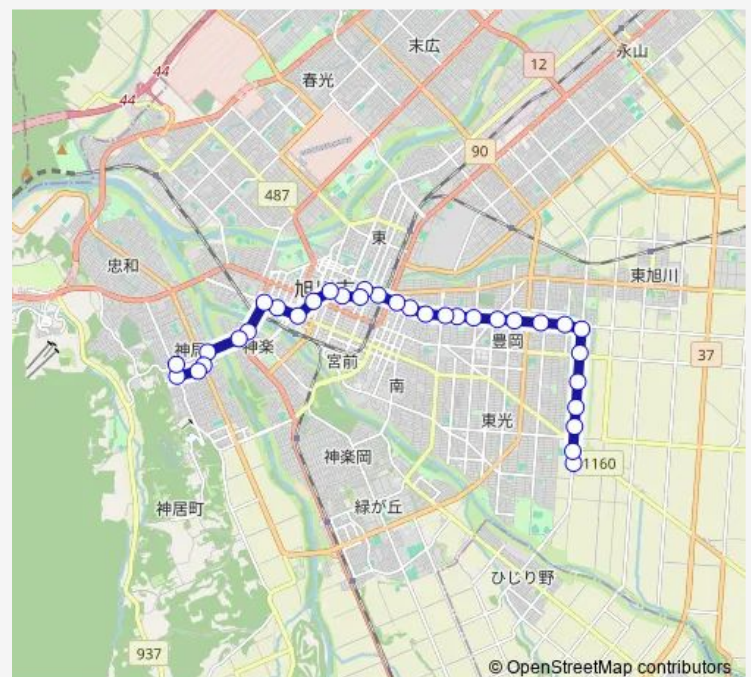 末広
永山
12
44
春光
44
90
487
東
忠和
東旭川
旭川
豊岡
神居
神楽
宮前
37
南
東光
神楽岡
1160
緑が丘
神居町
ひじり野
937
© OpenStreetMap contributors